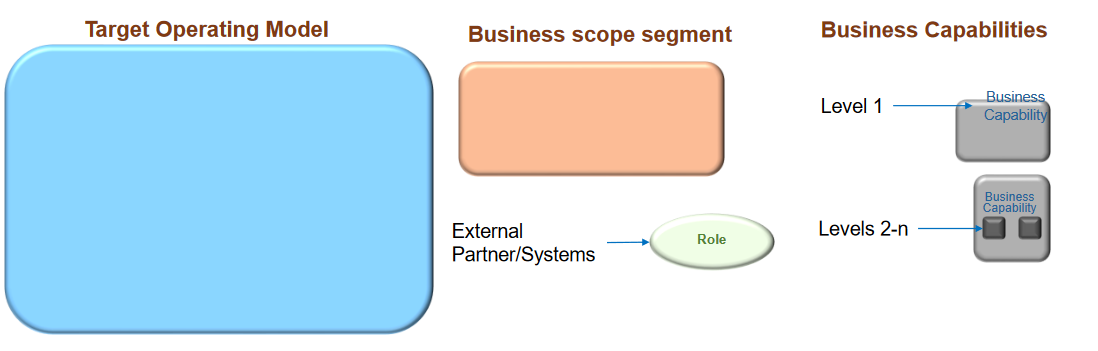 Target Operating Model
Business scope segment
Business Capabilities
Level 1
Business
Capability
External
Partner/Systems
Role
Levels 2-n
Business
Capability